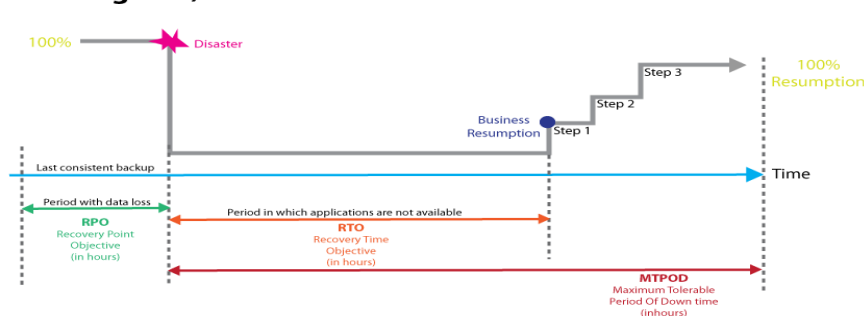 100%
Disaster
100%
Resumption
Step 3
Step 2
Business
Resumption
Step 1
Last consistent backup
Time
Period with data loss
Period in which applications are not available
RPO
Recovery Point
Objective
(in hours)
RTO
Recovery Time
Objective
(in hours)
MTPOD
Maximum Tolerable
Period Of Down time
(inhours)